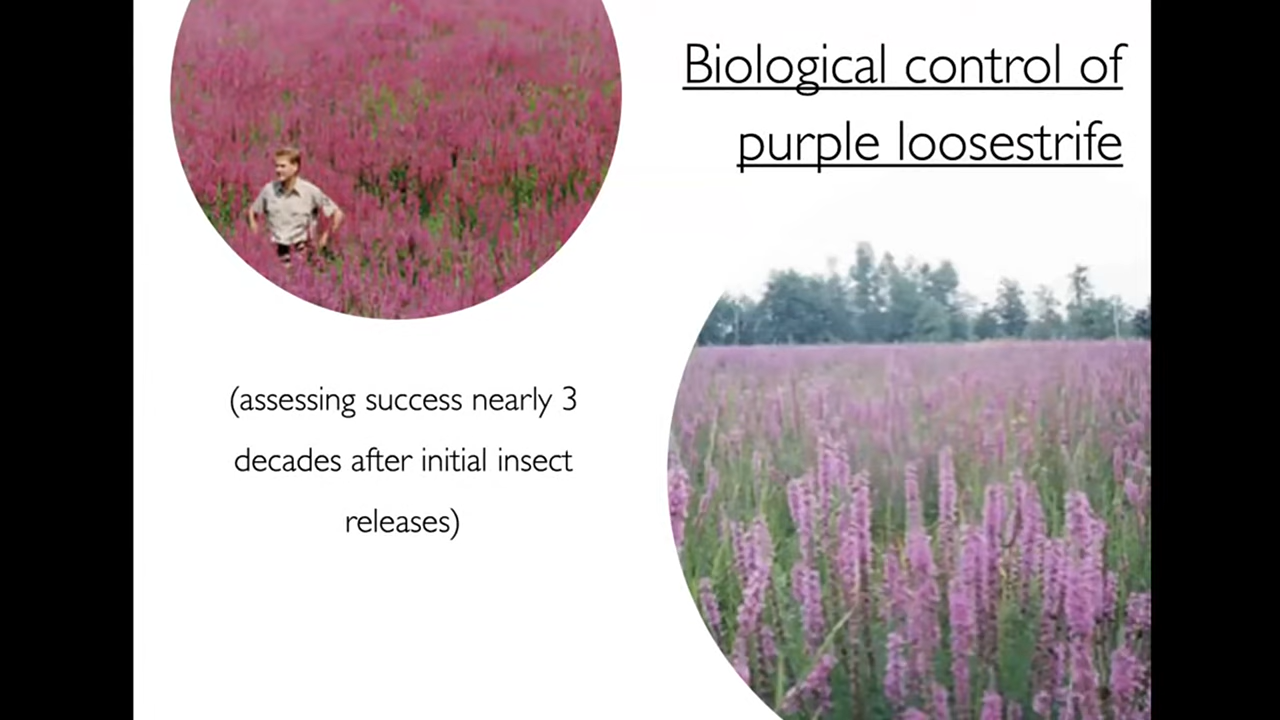 Biological control of
purple loosestrife
(assessing success nearly 3
decades after initial insect
releases)